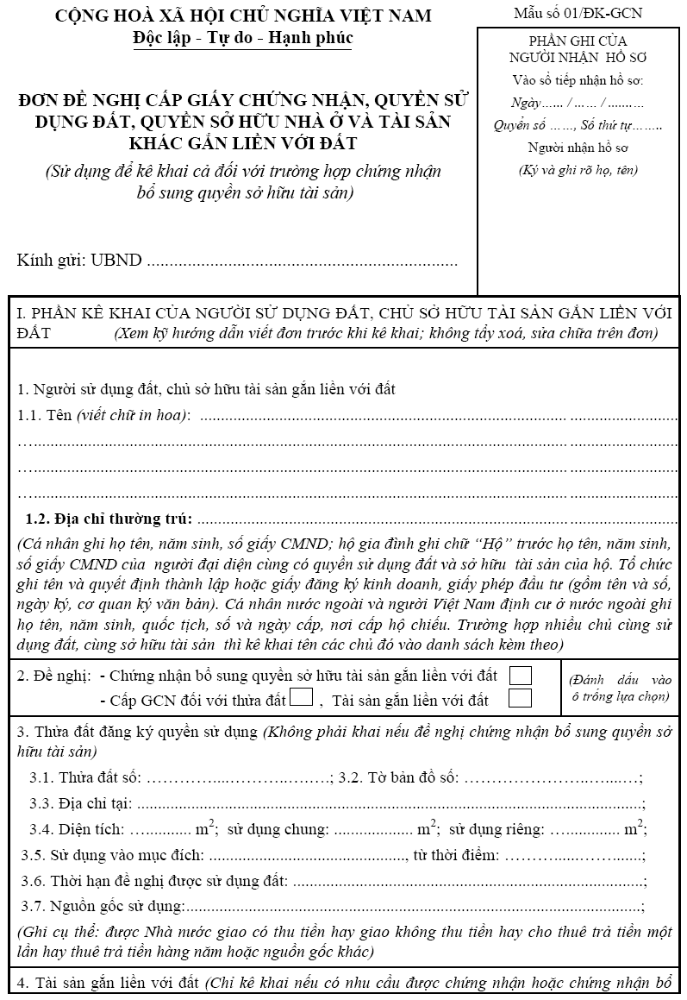 CỘNG HOÀ XÃ HỘI CHỦ NGHĨA VIỆT NAM
Độc lập - Tự do - Hạnh phúc
Mẫu số 01/ĐK-GCN
PHẦN GHI CỦA
NGƯỜI NHẬN HỒ SƠ
Vào sổ tiếp nhận hồ sơ:
Ngày…... / …… / .......…
Quyển số ……, Số thứ tự……..
Người nhận hồ sơ
(Ký và ghi rõ họ, tên)
ĐƠN ĐỀ NGHỊ CẤP GIẤY CHỨNG NHẬN, QUYỀN SỬ
DỤNG ĐẤT, QUYỀN SỞ HỮU NHÀ Ở VÀ TÀI SẢN
KHÁC GẮN LIỀN VỚI ĐẤT
(Sử dụng để kê khai cả đối với trường hợp chứng nhận
bổ sung quyền sở hữu tài sản)
Kính gửi: UBND ....................................................................
I. PHẦN KÊ KHAI CỦA NGƯỜI SỬ DỤNG ĐẤT, CHỦ SỞ HỮU TÀI SẢN GẮN LIỀN VỚI
ĐẤT (Xem kỹ hướng dẫn viết đơn trước khi kê khai; không tẩy xoá, sửa chữa trên đơn)
1. Người sử dụng đất, chủ sở hữu tài sản gắn liền với đất
1.1. Tên (viết chữ in hoa): ........................................................................................ ..........................
…................................................................................................................................ ..........................
…................................................................................................................................ ..........................
…................................................................................................................................ ..........................
1.2. Địa chỉ thường trú: ........................................................................................ ..........................
(Cá nhân ghi họ tên, năm sinh, số giấy CMND; hộ gia đình ghi chữ “Hộ” trước họ tên, năm sinh,
số giấy CMND của người đại diện cùng có quyền sử dụng đất và sở hữu tài sản của hộ. Tổ chức
ghi tên và quyết định thành lập hoặc giấy đăng ký kinh doanh, giấy phép đầu tư (gồm tên và số,
ngày ký, cơ quan ký văn bản). Cá nhân nước ngoài và người Việt Nam định cư ở nước ngoài ghi
họ tên, năm sinh, quốc tịch, số và ngày cấp, nơi cấp hộ chiếu. Trường hợp nhiều chủ cùng sử
dụng đất, cùng sở hữu tài sản thì kê khai tên các chủ đó vào danh sách kèm theo)
2. Đề nghị: - Chứng nhận bổ sung quyền sở hữu tài sản gắn liền với đất
- Cấp GCN đối với thửa đất , Tài sản gắn liền với đất
(Đánh dấu vào
ô trống lựa chọn)
3. Thửa đất đăng ký quyền sử dụng (Không phải khai nếu đề nghị chứng nhận bổ sung quyền sở
hữu tài sản)
3.1. Thửa đất số: …………....………..….….…; 3.2. Tờ bản đồ số: …………………..…...…;
3.3. Địa chỉ tại: .........................................................................................................................;
3.4. Diện tích: …........... m²; sử dụng chung: ................... m²; sử dụng riêng: …............. m²;
3.5. Sử dụng vào mục đích: ..............................................., từ thời điểm: ……….....……........;
3.6. Thời hạn đề nghị được sử dụng đất: ...................................................................................;
3.7. Nguồn gốc sử dụng:............................................................................................................;
(Ghi cụ thể: được Nhà nước giao có thu tiền hay giao không thu tiền hay cho thuê trả tiền một
lần hay thuê trả tiền hàng năm hoặc nguồn gốc khác)
4. Tài sản gắn liền với đất (Chỉ kê khai nếu có nhu cầu được chứng nhận hoặc chứng nhận bổ